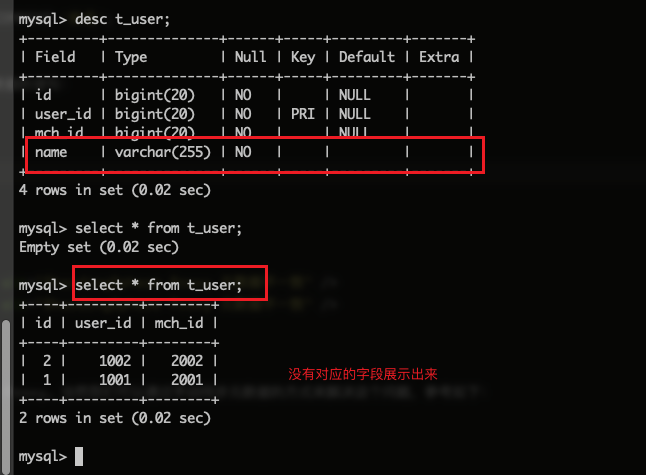 mysql> desc t_user;
+---------+--------------+------+-----+---------+-------+
| Field   | Type         | Null | Key | Default | Extra |
+---------+--------------+------+-----+---------+-------+
| id      | bigint(20)   | NO   |     | NULL    |       |
| user_id | bigint(20)   | NO   | PRI | NULL    |       |
| mch_id  | bigint(20)   | NO   |     | NULL    |       |
| name    | varchar(255) | NO   |     |         |       |
+---------+--------------+------+-----+---------+-------+
4 rows in set (0.02 sec)
mysql> select * from t_user;
Empty set (0.02 sec)
mysql> select * from t_user;
+----+---------+--------+
| id | user_id | mch_id |
+----+---------+--------+
|  2 |    1002 |   2002 |
|  1 |    1001 |   2001 |
+----+---------+--------+
没有对应的字段展示出来
2 rows in set (0.02 sec)
mysql>